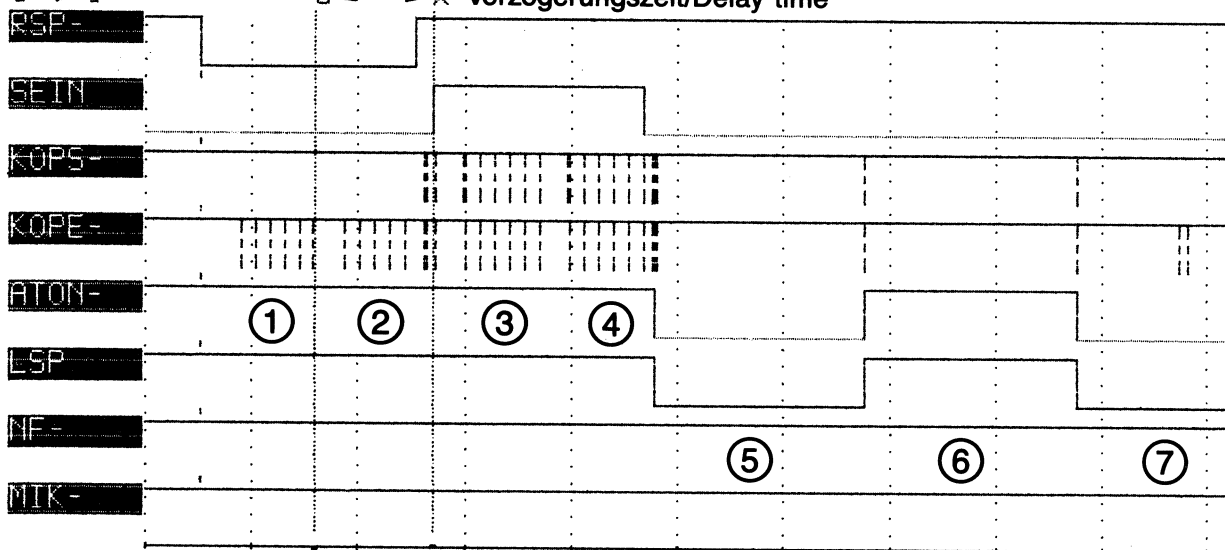 Verzögerungszeit/Delay time
RSP-
SEIN
KOPS-
KOPE-
ATON-
① ② ③ ④
LSP
NF-
⑤ ⑥ ⑦
MIK-